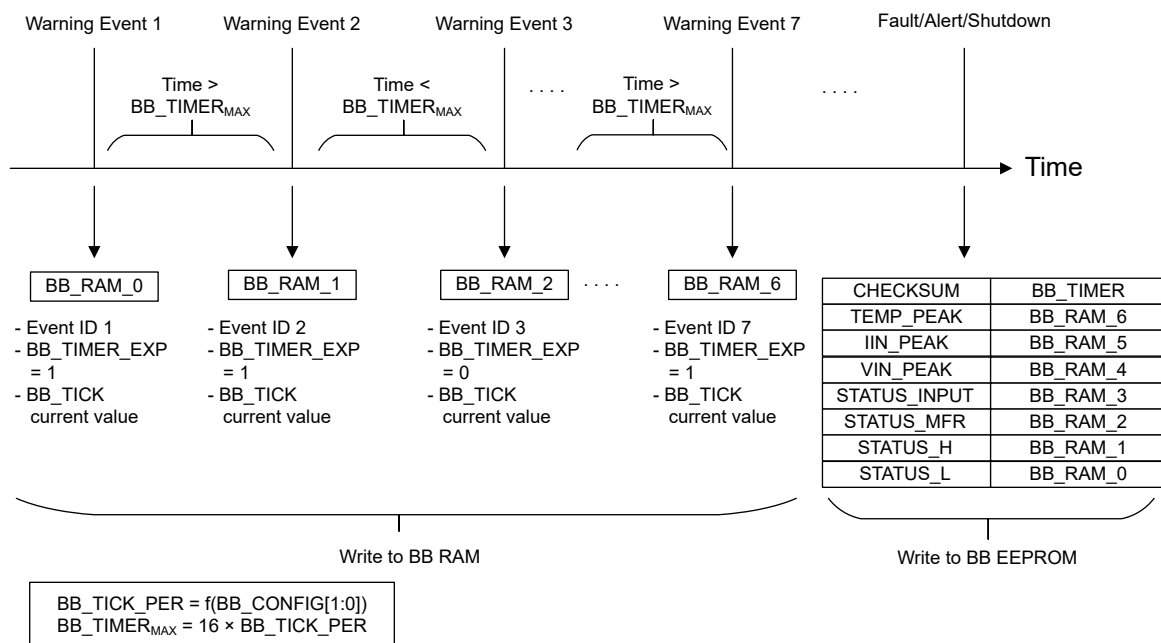 Warning Event 1 Warning Event 2 Warning Event 3 Warning Event 7 Fault/Alert/Shutdown
Time >
BB_TIMERMAX
Time <
BB_TIMERMAX
. . . .
Time >
BB_TIMERMAX
. . . .
Time
BB_RAM_0
- Event ID 1
- BB_TIMER_EXP
= 1
- BB_TICK
current value
BB_RAM_1
- Event ID 2
- BB_TIMER_EXP
= 1
- BB_TICK
current value
BB_RAM_2
- Event ID 3
- BB_TIMER_EXP
= 0
- BB_TICK
current value
. . . .
BB_RAM_6
- Event ID 7
- BB_TIMER_EXP
= 1
- BB_TICK
current value
CHECKSUM BB_TIMER
TEMP_PEAK BB_RAM_6
IIN_PEAK BB_RAM_5
VIN_PEAK BB_RAM_4
STATUS_INPUT BB_RAM_3
STATUS_MFR BB_RAM_2
STATUS_H BB_RAM_1
STATUS_L BB_RAM_0
Write to BB RAM
Write to BB EEPROM
BB_TICK_PER = f(BB_CONFIG[1:0])
BB_TIMERMAX = 16 × BB_TICK_PER